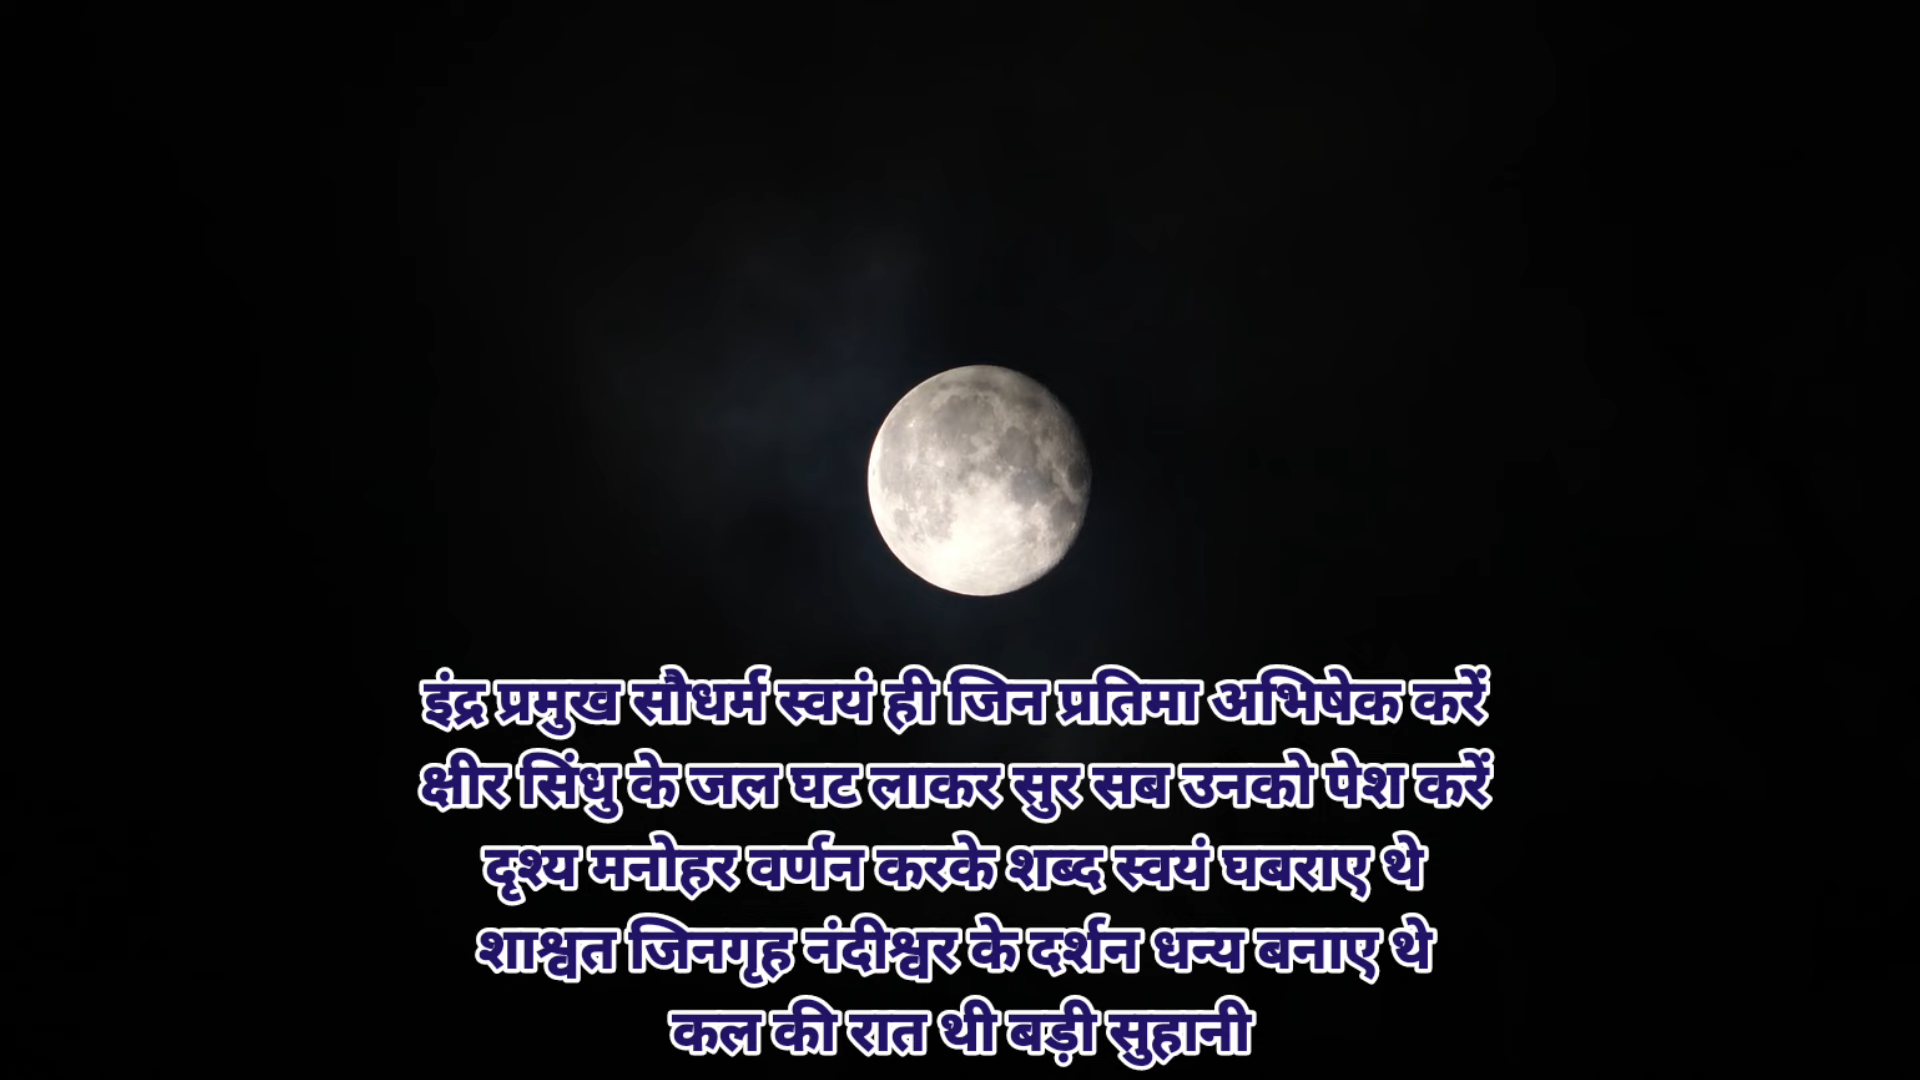 इंद्र प्रमुख सौधर्म स्वयं ही जिन प्रतिमा अभिषेक करें
क्षीर सिंधु के जल घट लाकर सुर सब उनको पेश करें
दृश्य मनोहर वर्णन करके शब्द स्वयं घबराए थे
शाश्वत जिनगृह नंदीश्वर के दर्शन धन्य बनाए थे
कल की रात थी बड़ी सुहानी